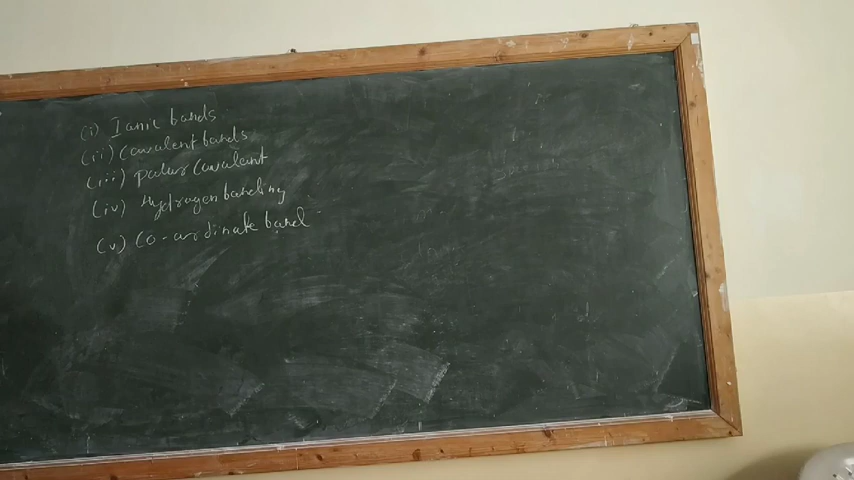 (i) Ionic bonds
(ii) Covalent bonds
(iii) polar Covalent
(iv) Hydrogen bonding
(v) Co-ordinate bond